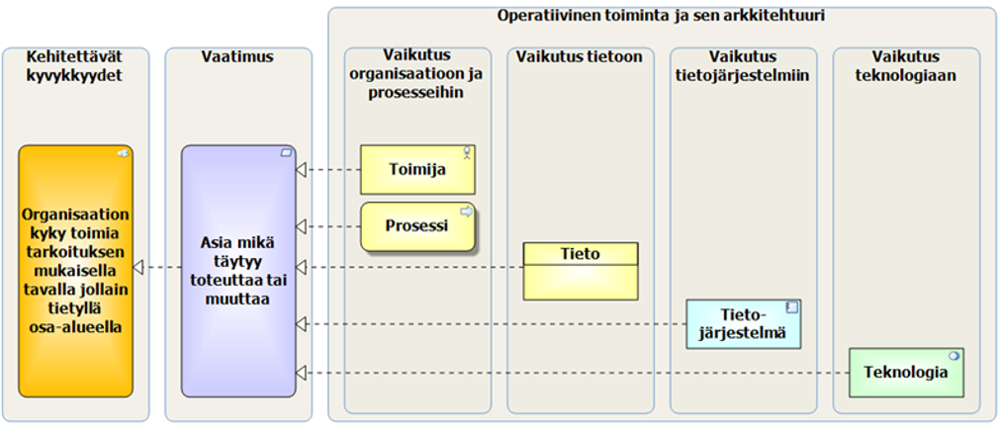 Operatiivinen toiminta ja sen arkkitehtuuri
Kehitettävät
kyvykkyydet
Vaatimus
Vaikutus
organisaatioon ja
prosesseihin
Vaikutus tietoon
Vaikutus
tietojärjestelmiin
Vaikutus
teknologiaan
Organisaation
kyky toimia
tarkoituksen
mukaisella
tavalla jollain
tietyllä
osa-alueella
Asia mikä
täytyy
toteuttaa tai
muuttaa
Toimija
Prosessi
Tieto
Tieto-
järjestelmä
Teknologia